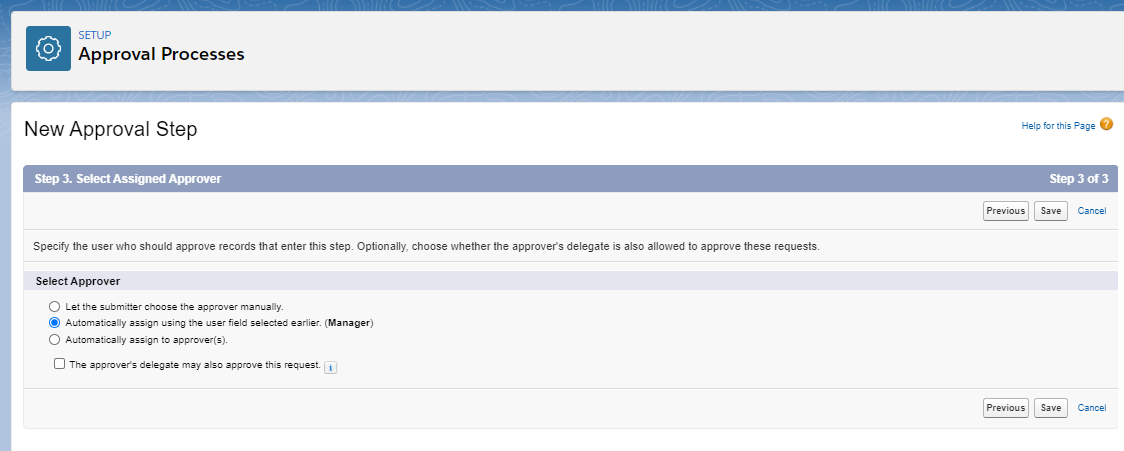 SETUP
Approval Processes
New Approval Step
Help for this Page ?
Step 3. Select Assigned Approver
Step 3 of 3
Previous Save Cancel
Specify the user who should approve records that enter this step. Optionally, choose whether the approver's delegate is also allowed to approve these requests.
Select Approver
Let the submitter choose the approver manually.
Automatically assign using the user field selected earlier. (Manager)
Automatically assign to approver(s).
The approver's delegate may also approve this request. i
Previous Save Cancel